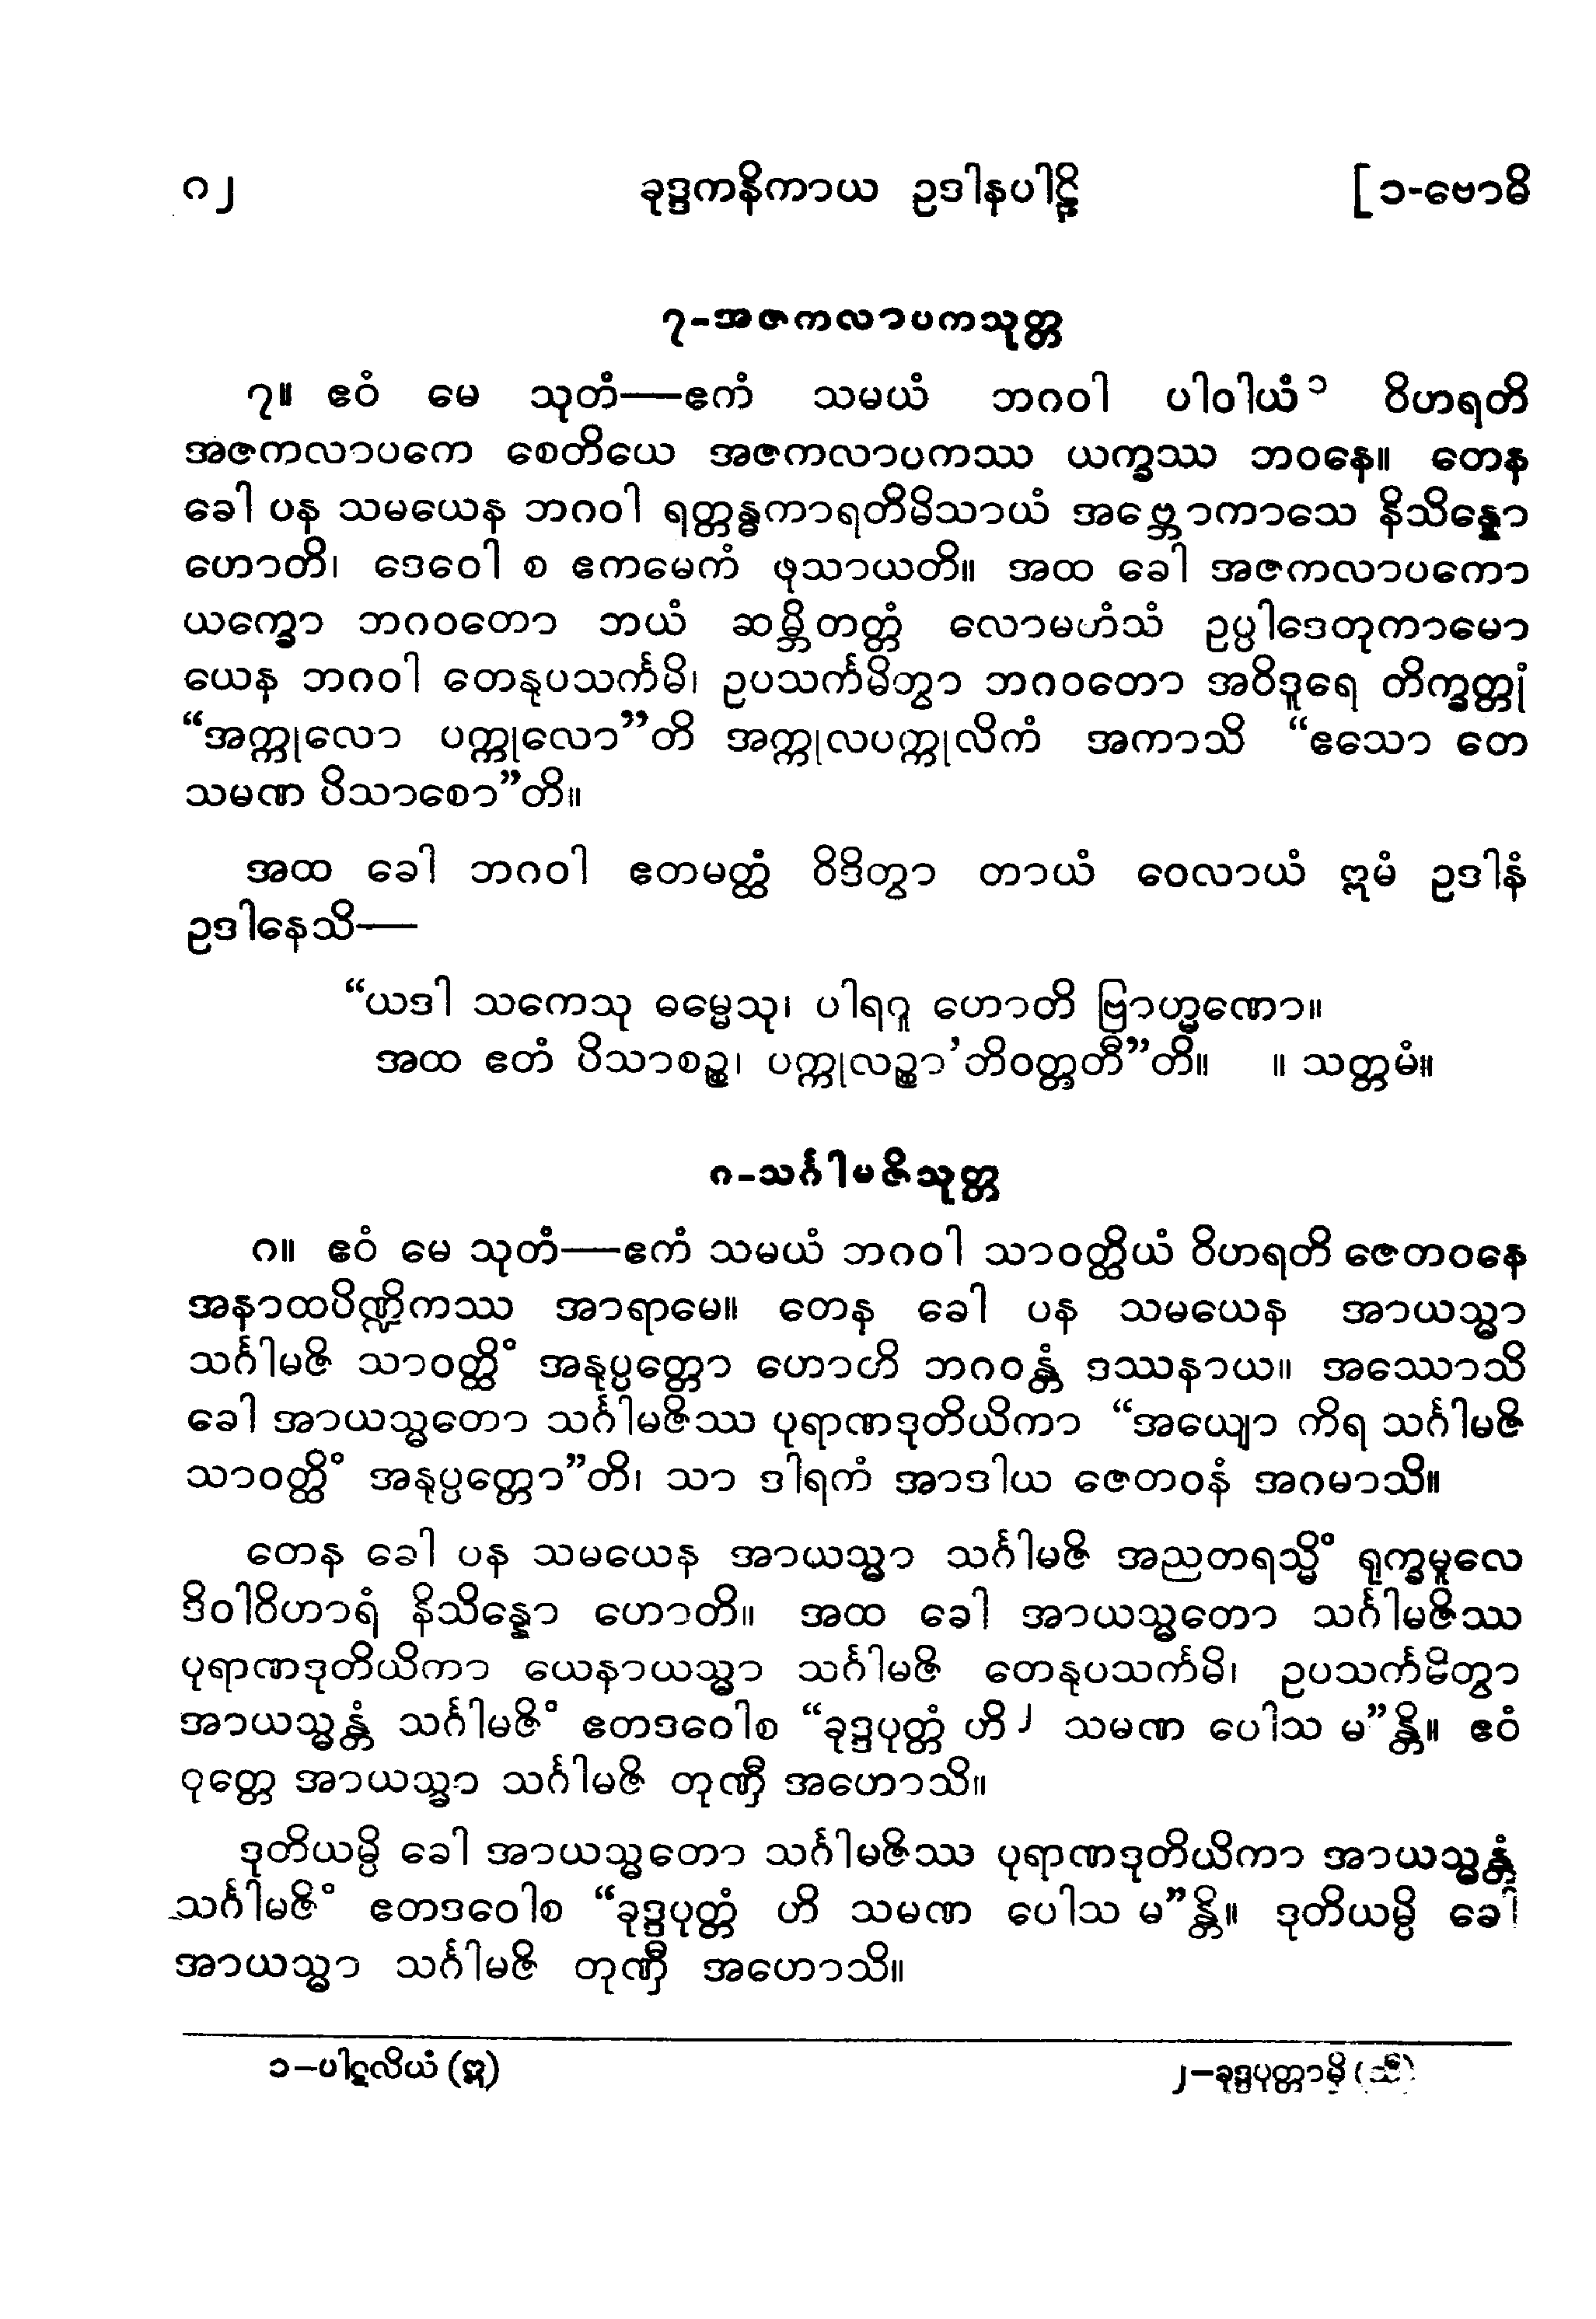 ၈၂ ခုဒ္ဒကနိကာယ ဥဒါနပါဠိ [၁-ဗောဓိ
၇-အဇကလာပကသုတ္တ
၇။ ဧဝံ မေ သုတံ—ဧကံ သမယံ ဘဂဝါ ပါဝါယံ၁ ဝိဟရတိ
အဇကလာပကေ စေတိယေ အဇကလာပကဿ ယက္ခဿ ဘဝနေ။ တေန
ခေါ ပန သမယေန ဘဂဝါ ရတ္တန္ဓကာရတိမိသာယံ အဗ္ဘောကာသေ နိသိန္နော
ဟောတိ၊ ဒေဝေါ စ ဧကမေကံ ဖုသာယတိ။ အထ ခေါ အဇကလာပကော
ယက္ခော ဘဂဝတော ဘယံ ဆမ္ဘိတတ္တံ လောမဟံသံ ဥပ္ပါဒေတုကာမော
ယေန ဘဂဝါ တေနုပသင်္ကမိ၊ ဥပသင်္ကမိတွာ ဘဂဝတော အဝိဒူရေ တိက္ခတ္တုံ
“အက္ကုလော ပက္ကုလော”တိ အက္ကုလပက္ကုလိကံ အကာသိ “ဧသော တေ
သမဏ ပိသာစော”တိ။
အထ ခေါ ဘဂဝါ ဧတမတ္ထံ ဝိဒိတွာ တာယံ ဝေလာယံ ဣမံ ဥဒါနံ
ဥဒါနေသိ—
“ယဒါ သကေသု ဓမ္မေသု၊ ပါရဂူ ဟောတိ ဗြာဟ္မဏော။
အထ ဧတံ ပိသာစဉ္စ၊ ပက္ကုလဉ္စာ’တိဝတ္တတီ”တိ။ ။ သတ္တမံ။
၈-သင်္ဂါမဇိသုတ္တ
၈။ ဧဝံ မေ သုတံ—ဧကံ သမယံ ဘဂဝါ သာဝတ္ထိယံ ဝိဟရတိ ဇေတဝနေ
အနာထပိဏ္ဍိကဿ အာရာမေ။ တေန ခေါ ပန သမယေန အာယသ္မာ
သင်္ဂါမဇိ သာဝတ္ထိံ အနုပ္ပတ္တော ဟောတိ ဘဂဝန္တံ ဒဿနာယ။ အဿောသိ
ခေါ အာယသ္မတော သင်္ဂါမဇိဿ ပုရာဏဒုတိယိကာ “အယျော ကိရ သင်္ဂါမဇိ
သာဝတ္ထိံ အနုပ္ပတ္တော”တိ၊ သာ ဒါရကံ အာဒါယ ဇေတဝနံ အဂမာသိ။
တေန ခေါ ပန သမယေန အာယသ္မာ သင်္ဂါမဇိ အညတရသ္မိံ ရုက္ခမူလေ
ဒိဝါဝိဟာရံ နိသိန္နော ဟောတိ။ အထ ခေါ အာယသ္မတော သင်္ဂါမဇိဿ
ပုရာဏဒုတိယိကာ ယေနာယသ္မာ သင်္ဂါမဇိ တေနုပသင်္ကမိ၊ ဥပသင်္ကမိတွာ
အာယသ္မန္တံ သင်္ဂါမဇိံ ဧတဒဝေါစ “ခုဒ္ဒပုတ္တံ ဟိ၂ သမဏ ပေါသ မ”န္တိ။ ဧဝံ
ဝုတ္တေ အာယသ္မာ သင်္ဂါမဇိ တုဏှီ အဟောသိ။
ဒုတိယမ္ပိ ခေါ အာယသ္မတော သင်္ဂါမဇိဿ ပုရာဏဒုတိယိကာ အာယသ္မန္တံ
သင်္ဂါမဇိံ ဧတဒဝေါစ “ခုဒ္ဒပုတ္တံ ဟိ သမဏ ပေါသ မ”န္တိ။ ဒုတိယမ္ပိ ခေါ
အာယသ္မာ သင်္ဂါမဇိ တုဏှီ အဟောသိ။
၁—ပါဋလိယံ (ဣ) ၂—ခုဒ္ဒပုတ္တာမှိ (သီ)